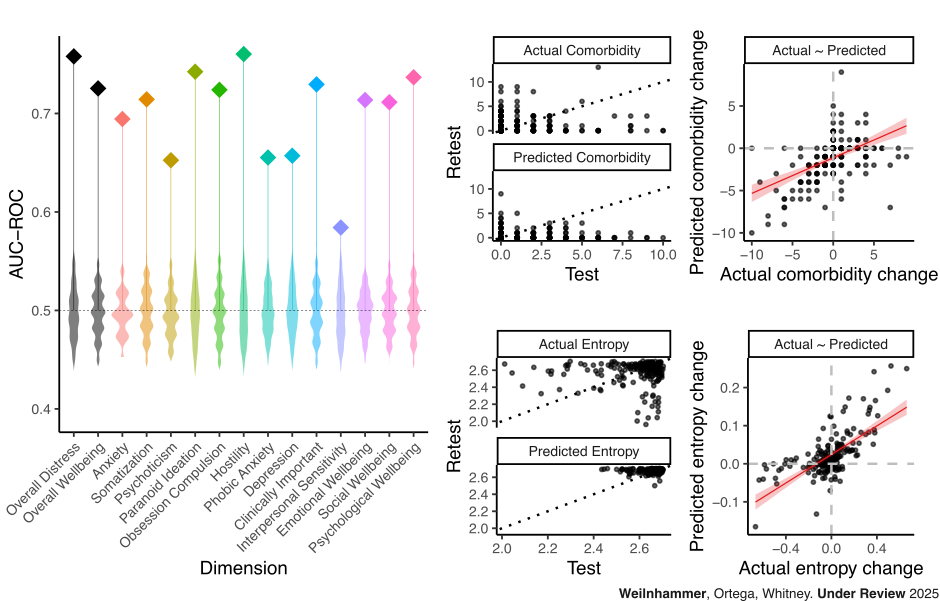 AUC−ROC
0.7
0.6
0.5
0.4
Overall Distress
Overall Wellbeing
Anxiety
Somatization
Psychoticism
Paranoid Ideation
Obsession Compulsion
Hostility
Phobic Anxiety
Depression
Clinically Important
Interpersonal Sensitivity
Emotional Wellbeing
Social Wellbeing
Psychological Wellbeing
Dimension
Actual Comorbidity
Retest
10
5
0
Predicted Comorbidity
10
5
0
0.0 2.5 5.0 7.5 10.0
Test
Actual ~ Predicted
Predicted comorbidity change
5
0
−5
−10
−10 −5 0 5
Actual comorbidity change
Actual Entropy
Retest
2.6
2.4
2.2
2.0
Predicted Entropy
2.6
2.4
2.2
2.0
2.0 2.2 2.4 2.6
Test
Actual ~ Predicted
Predicted entropy change
0.2
0.1
0.0
−0.1
−0.4 0.0 0.4
Actual entropy change
Weilnhammer, Ortega, Whitney. Under Review 2025